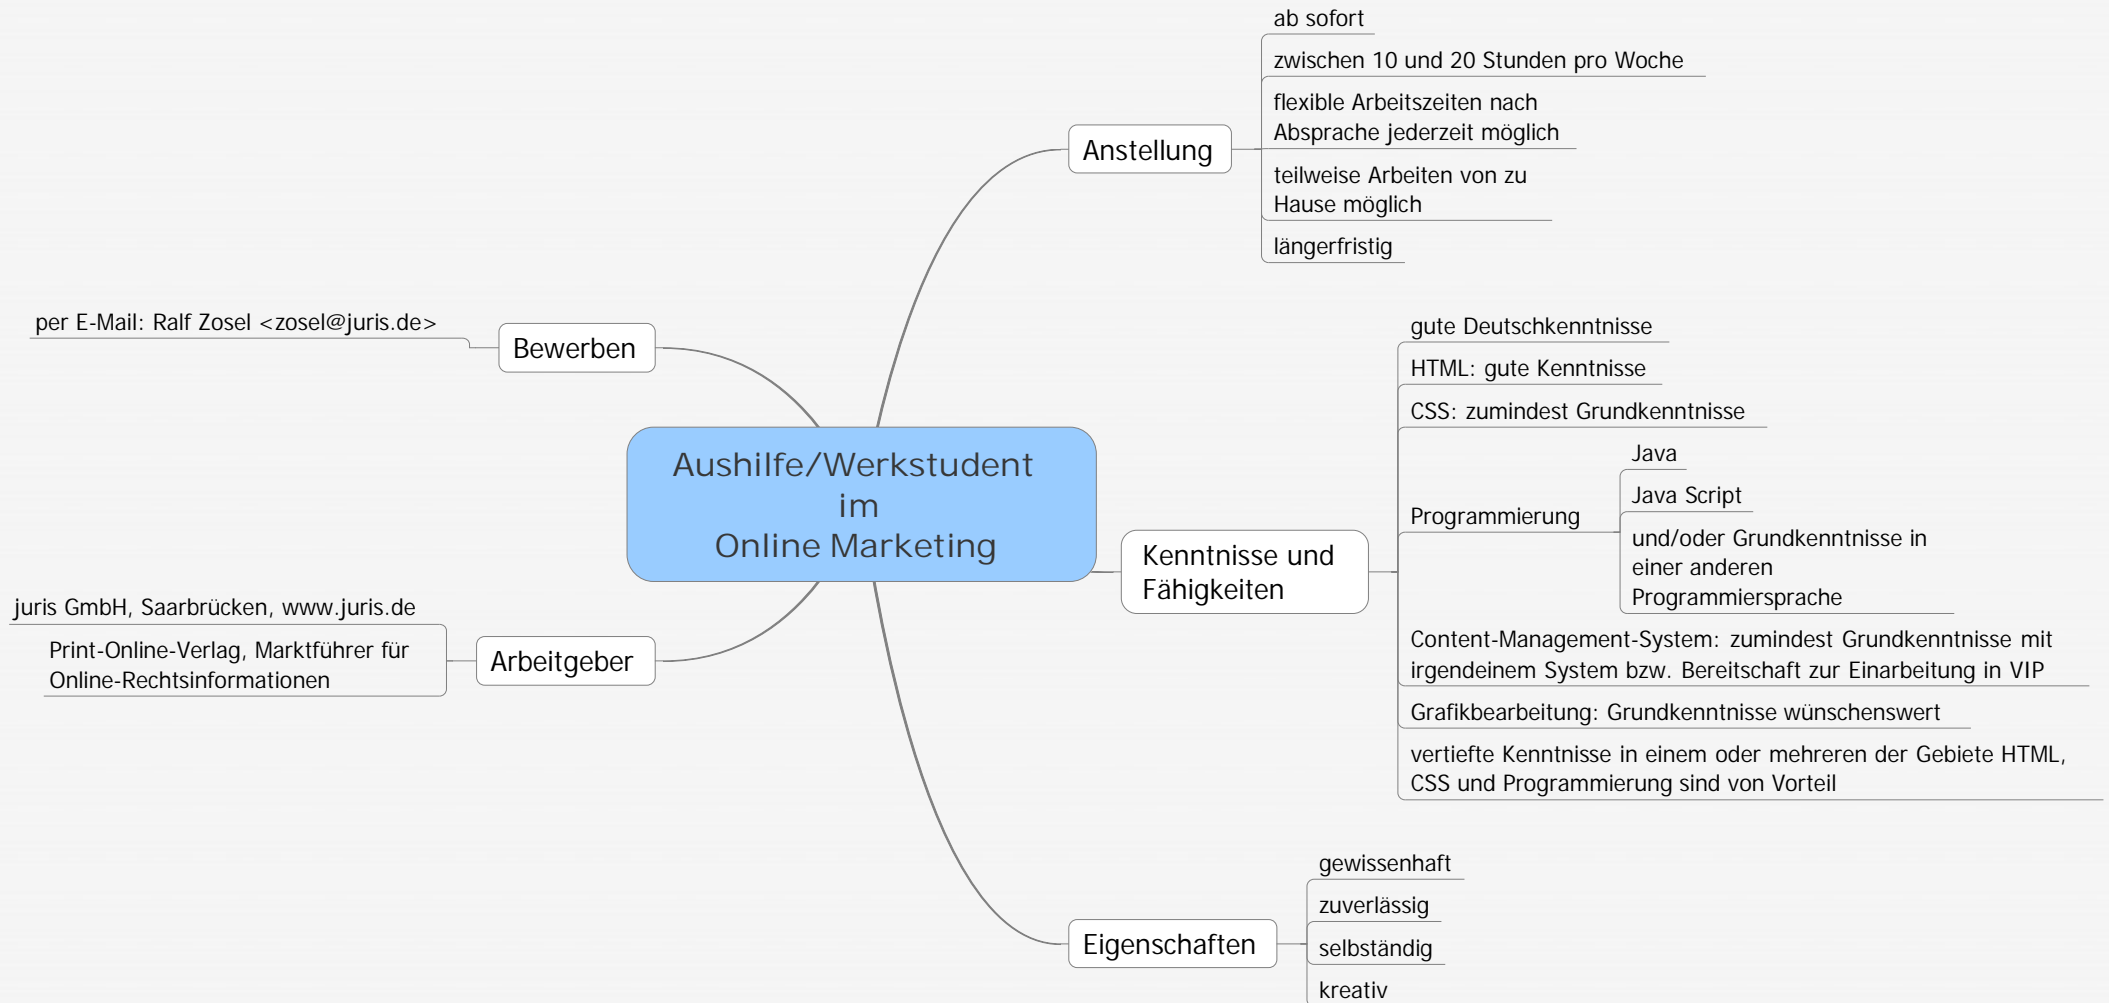 Aushilfe/Werkstudent
im
Online Marketing
Anstellung
ab sofort
zwischen 10 und 20 Stunden pro Woche
flexible Arbeitszeiten nach
Absprache jederzeit möglich
teilweise Arbeiten von zu
Hause möglich
längerfristig
Kenntnisse und
Fähigkeiten
gute Deutschkenntnisse
HTML: gute Kenntnisse
CSS: zumindest Grundkenntnisse
Programmierung
Java
Java Script
und/oder Grundkenntnisse in
einer anderen
Programmiersprache
Content-Management-System: zumindest Grundkenntnisse mit
irgendeinem System bzw. Bereitschaft zur Einarbeitung in VIP
Grafikbearbeitung: Grundkenntnisse wünschenswert
vertiefte Kenntnisse in einem oder mehreren der Gebiete HTML,
CSS und Programmierung sind von Vorteil
Eigenschaften
gewissenhaft
zuverlässig
selbständig
kreativ
Arbeitgeber
juris GmbH, Saarbrücken, www.juris.de
Print-Online-Verlag, Marktführer für
Online-Rechtsinformationen
Bewerben
per E-Mail: Ralf Zosel <zosel@juris.de>